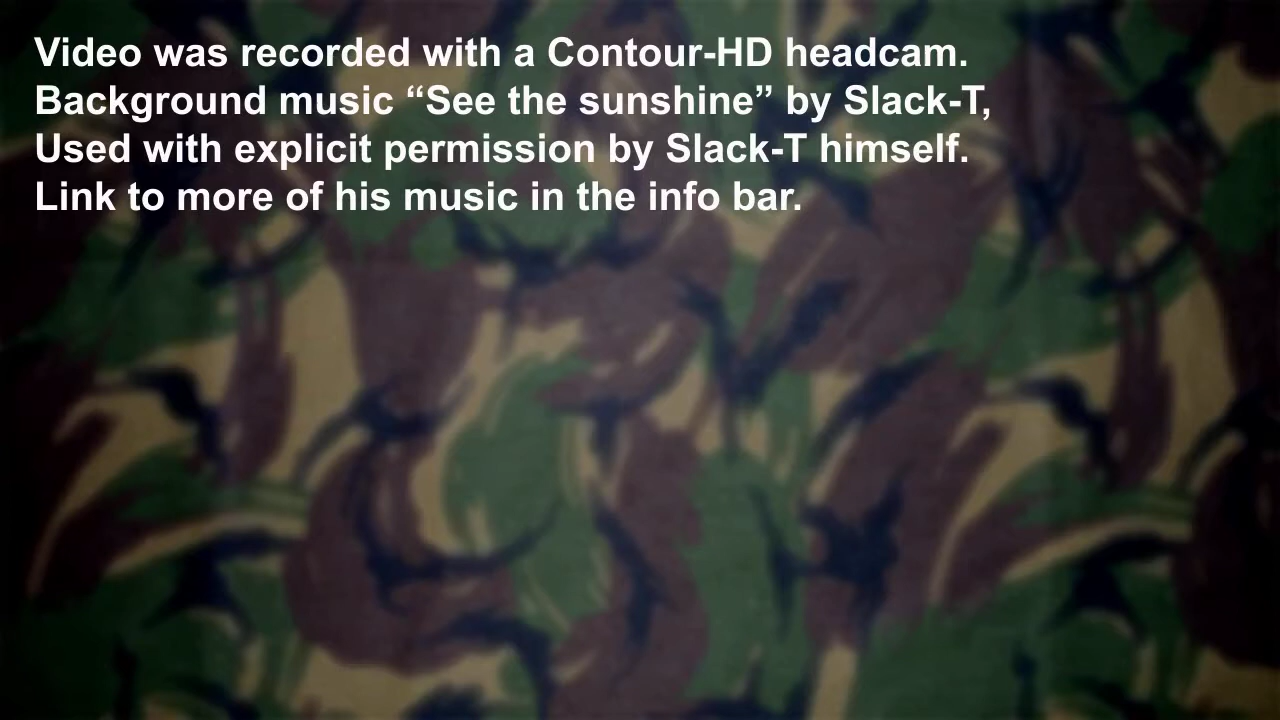 Video was recorded with a Contour-HD headcam.
Background music “See the sunshine” by Slack-T,
Used with explicit permission by Slack-T himself.
Link to more of his music in the info bar.